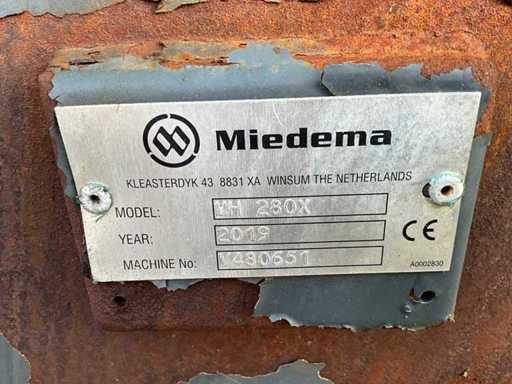 Miedema
KLEASTERDYK 43 8831 XA WINSUM THE NETHERLANDS
MODEL: MH 280X
YEAR: 2019
CE
MACHINE No: V480651
A0002830